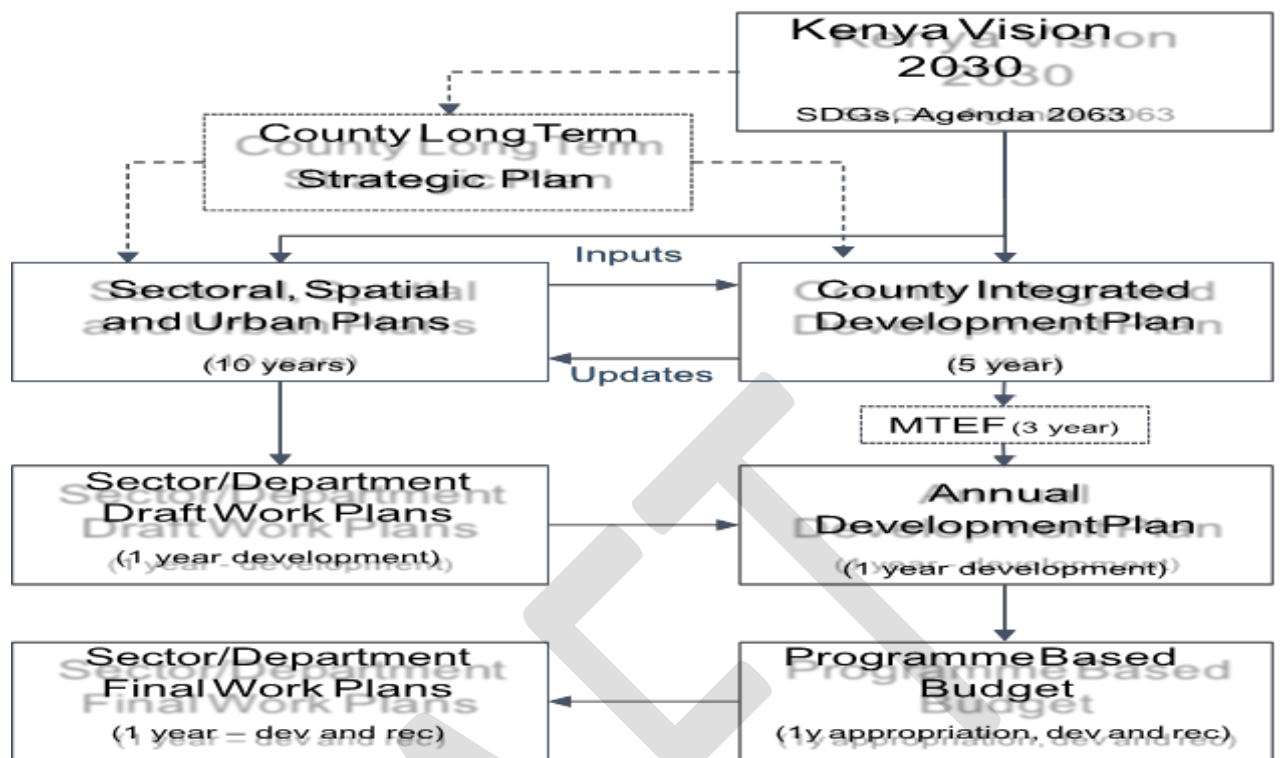 Kenya Vision
2030
SDGs, Agenda 2063
County Long Term
Strategic Plan
Inputs
Sectoral, Spatial
and Urban Plans
(10 years)
County Integrated
Development Plan
(5 year)
Updates
MTEF (3 year)
Sector/Department
Draft Work Plans
(1 year development)
Annual
Development Plan
(1 year development)
Sector/Department
Final Work Plans
(1 year – dev and rec)
Programme Based
Budget
(1y appropriation, dev and rec)